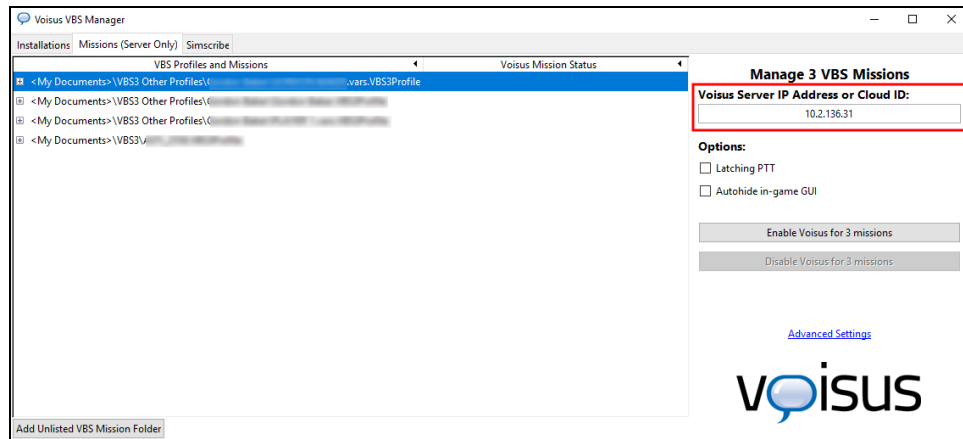 Voisus VBS Manager
Installations Missions (Server Only) Simscribe
VBS Profiles and Missions Voisus Mission Status
<My Documents>\VBS3 Other Profiles\ .vars.VBS3Profile
<My Documents>\VBS3 Other Profiles\
<My Documents>\VBS3 Other Profiles\
<My Documents>\VBS3\
Manage 3 VBS Missions
Voisus Server IP Address or Cloud ID:
10.2.136.31
Options:
Latching PTT
Autohide in-game GUI
Enable Voisus for 3 missions
Disable Voisus for 3 missions
Advanced Settings
voisus
Add Unlisted VBS Mission Folder